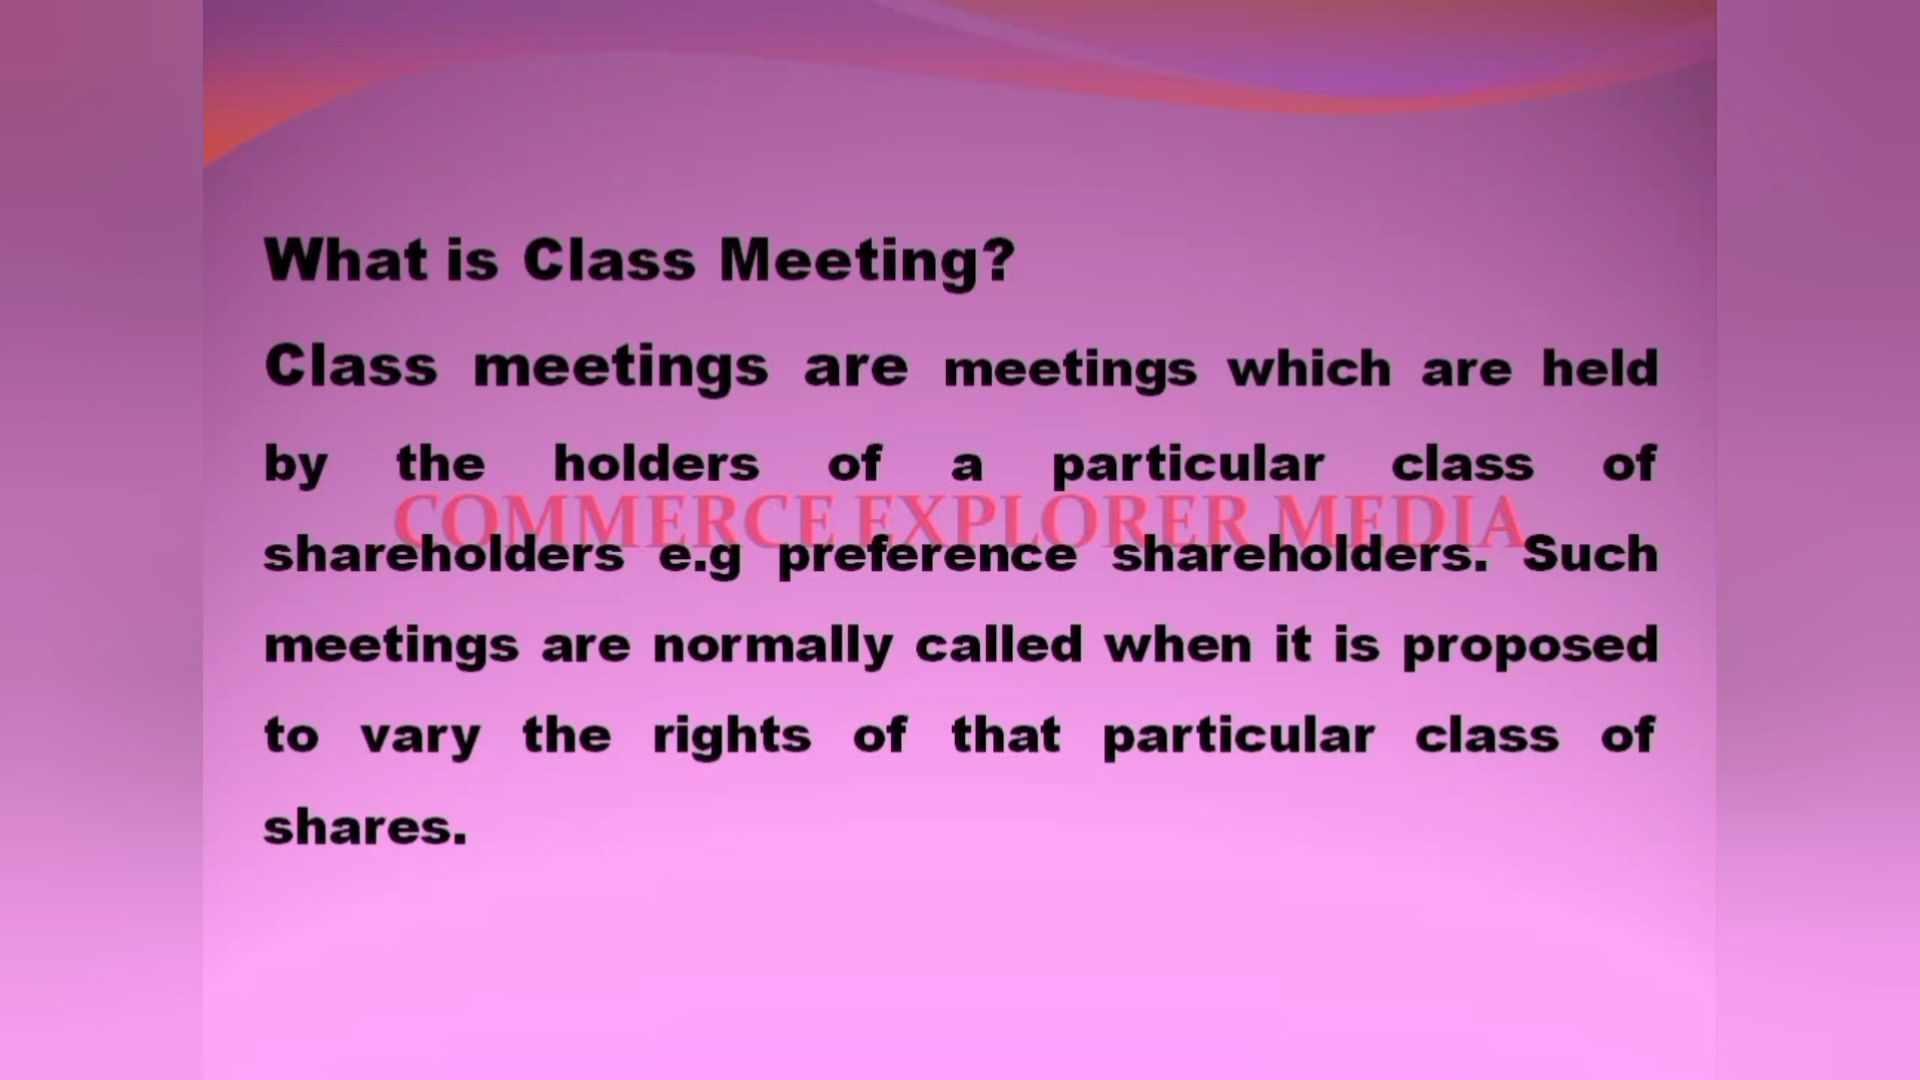 What is Class Meeting?
Class meetings are meetings which are held
by the holders of a particular class of
COMMERCE EXPLORER MEDIA
shareholders e.g preference shareholders. Such
meetings are normally called when it is proposed
to vary the rights of that particular class of
shares.